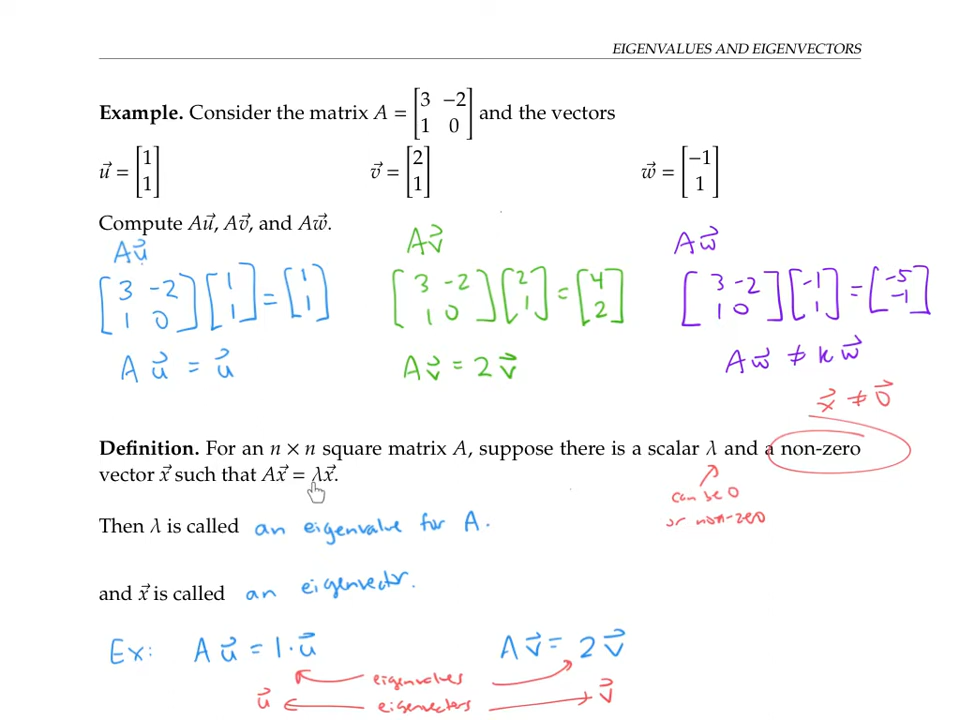 EIGENVALUES AND EIGENVECTORS
Example. Consider the matrix A = [3 −2; 1 0] and the vectors
u⃗ = [1; 1] v⃗ = [2; 1] w⃗ = [−1; 1]
Compute Au⃗, Av⃗, and Aw⃗.
Au⃗ Av⃗ Aw⃗
[3 −2; 1 0] [1; 1] = [1; 1] [3 −2; 1 0] [2; 1] = [4; 2] [3 −2; 1 0] [−1; 1] = [−5; −1]
Au⃗ = u⃗ Av⃗ = 2v⃗ Aw⃗ ≠ kw⃗
x⃗ ≠ 0⃗
Definition. For an n × n square matrix A, suppose there is a scalar λ and a non-zero
vector x⃗ such that Ax⃗ = λx⃗.
can be 0
or non-zero
Then λ is called an eigenvalue for A.
and x⃗ is called an eigenvector.
Ex: Au⃗ = 1·u⃗ Av⃗ = 2v⃗
eigenvalues
u⃗ eigenvectors v⃗